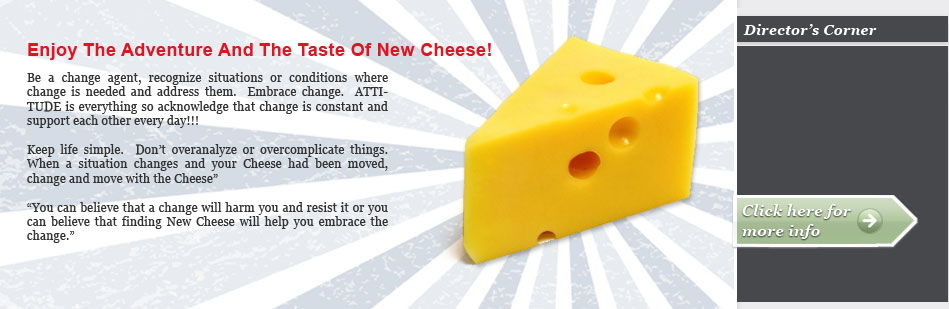 Enjoy The Adventure And The Taste Of New Cheese!
Be a change agent, recognize situations or conditions where
change is needed and address them. Embrace change. ATTI-
TUDE is everything so acknowledge that change is constant and
support each other every day!!!
Keep life simple. Don't overanalyze or overcomplicate things.
When a situation changes and your Cheese had been moved,
change and move with the Cheese”
“You can believe that a change will harm you and resist it or you
can believe that finding New Cheese will help you embrace the
change.”
Director's Corner
Click here for
more info